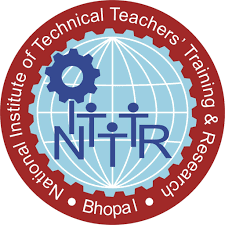 National Institute of Technical Teachers' Training & Research
• Bhopal •
NITTTR